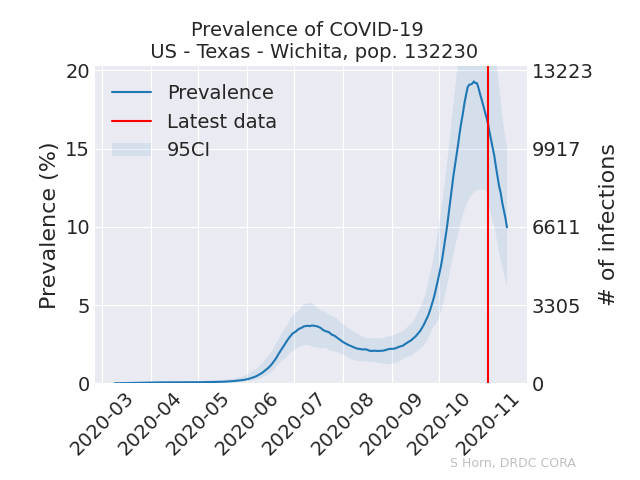 Prevalence of COVID-19
US - Texas - Wichita, pop. 132230
Prevalence
Latest data
95CI
Prevalence (%)
20
15
10
5
0
13223
9917
6611
3305
0
# of infections
2020-03
2020-04
2020-05
2020-06
2020-07
2020-08
2020-09
2020-10
2020-11
S Horn, DRDC CORA